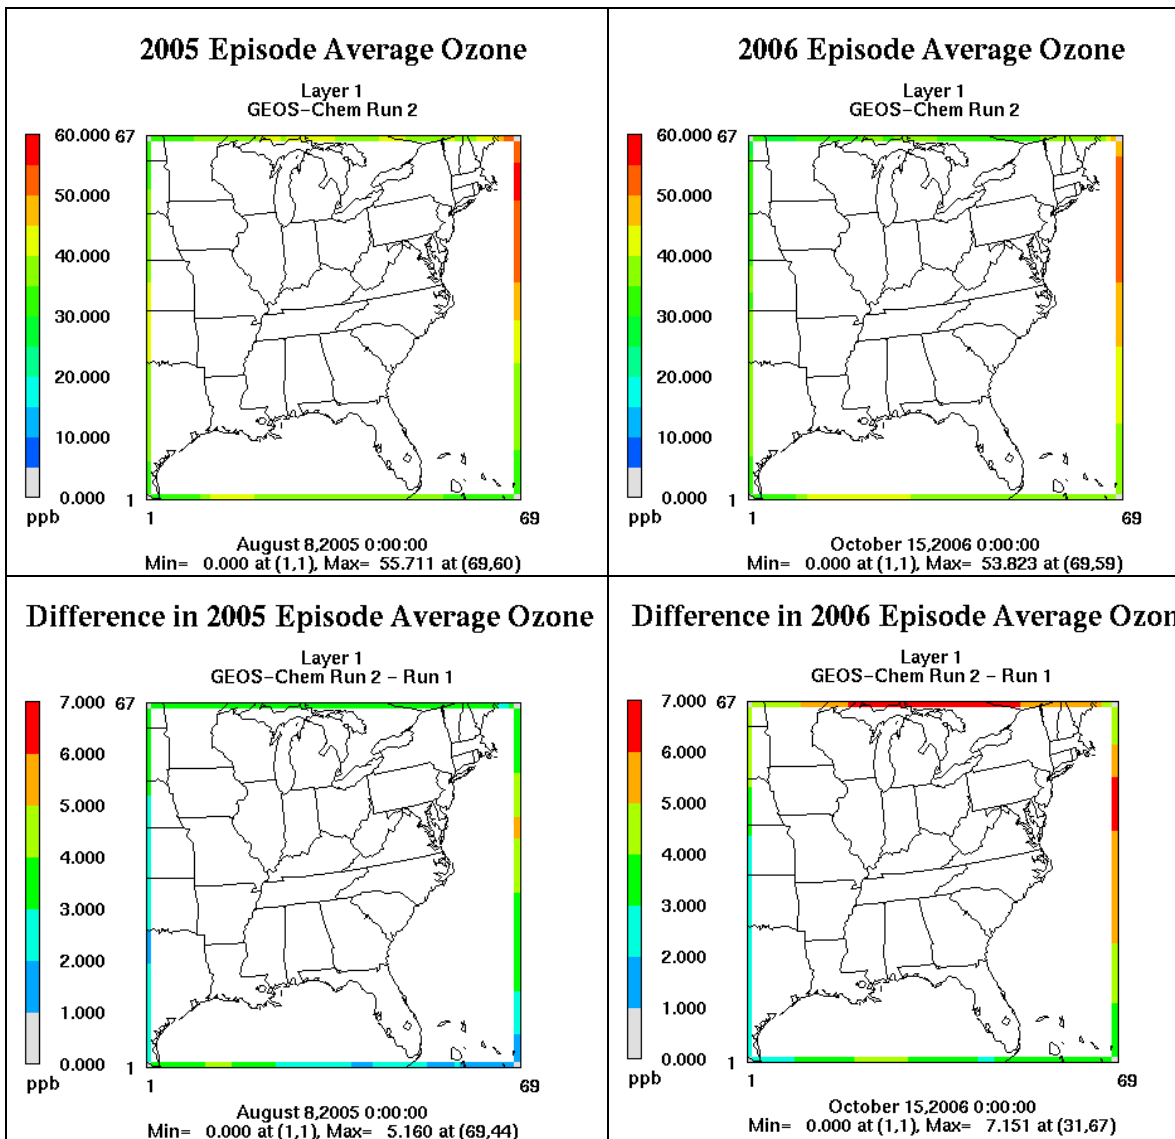 2005 Episode Average Ozone
Layer 1
GEOS-Chem Run 2
60.000
50.000
40.000
30.000
20.000
10.000
0.000
ppb
67
1
1
69
August 8,2005 0:00:00
Min= 0.000 at (1,1), Max= 55.711 at (69,60)
2006 Episode Average Ozone
Layer 1
GEOS-Chem Run 2
60.000
50.000
40.000
30.000
20.000
10.000
0.000
ppb
67
1
1
69
October 15,2006 0:00:00
Min= 0.000 at (1,1), Max= 53.823 at (69,59)
Difference in 2005 Episode Average Ozone
Layer 1
GEOS-Chem Run 2 - Run 1
7.000
6.000
5.000
4.000
3.000
2.000
1.000
0.000
ppb
67
1
1
69
August 8,2005 0:00:00
Min= 0.000 at (1,1), Max= 5.160 at (69,44)
Difference in 2006 Episode Average Ozon
Layer 1
GEOS-Chem Run 2 - Run 1
7.000
6.000
5.000
4.000
3.000
2.000
1.000
0.000
ppb
67
1
1
69
October 15,2006 0:00:00
Min= 0.000 at (1,1), Max= 7.151 at (31,67)